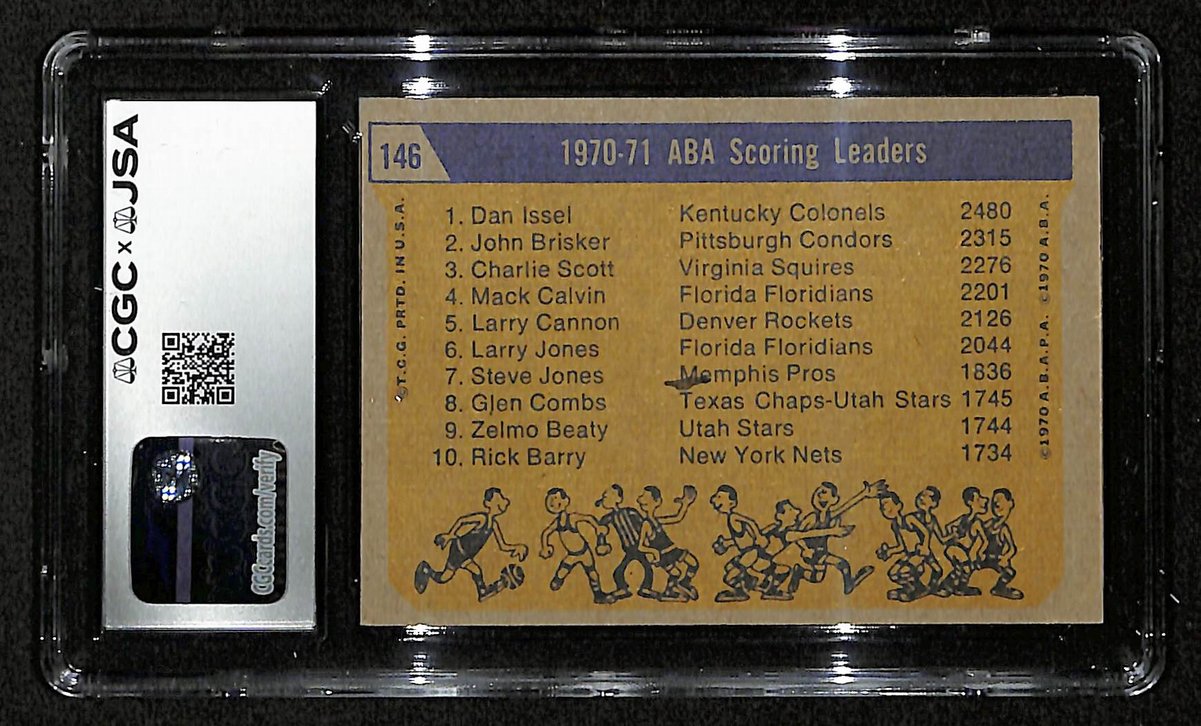 CGC x JSA
CGCcards.com/verify
146
1970-71 ABA Scoring Leaders
©T.C.G. PRTD. IN U.S.A.
1. Dan Issel Kentucky Colonels 2480
2. John Brisker Pittsburgh Condors 2315
3. Charlie Scott Virginia Squires 2276
4. Mack Calvin Florida Floridians 2201
5. Larry Cannon Denver Rockets 2126
6. Larry Jones Florida Floridians 2044
7. Steve Jones Memphis Pros 1836
8. Glen Combs Texas Chaps-Utah Stars 1745
9. Zelmo Beaty Utah Stars 1744
10. Rick Barry New York Nets 1734
©1970 A.B.A.P.A. ©1970 A.B.A.